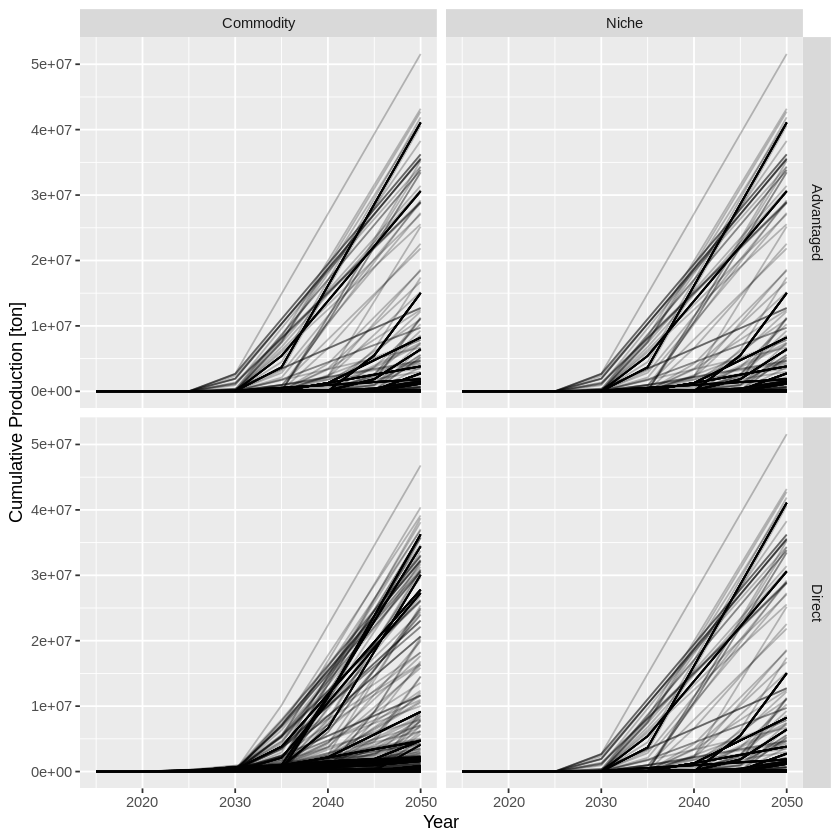 Commodity
Niche
5e+07
4e+07
3e+07
2e+07
1e+07
0e+00
Advantaged
5e+07
4e+07
3e+07
2e+07
1e+07
0e+00
Direct
Cumulative Production [ton]
2020
2030
2040
2050
2020
2030
2040
2050
Year